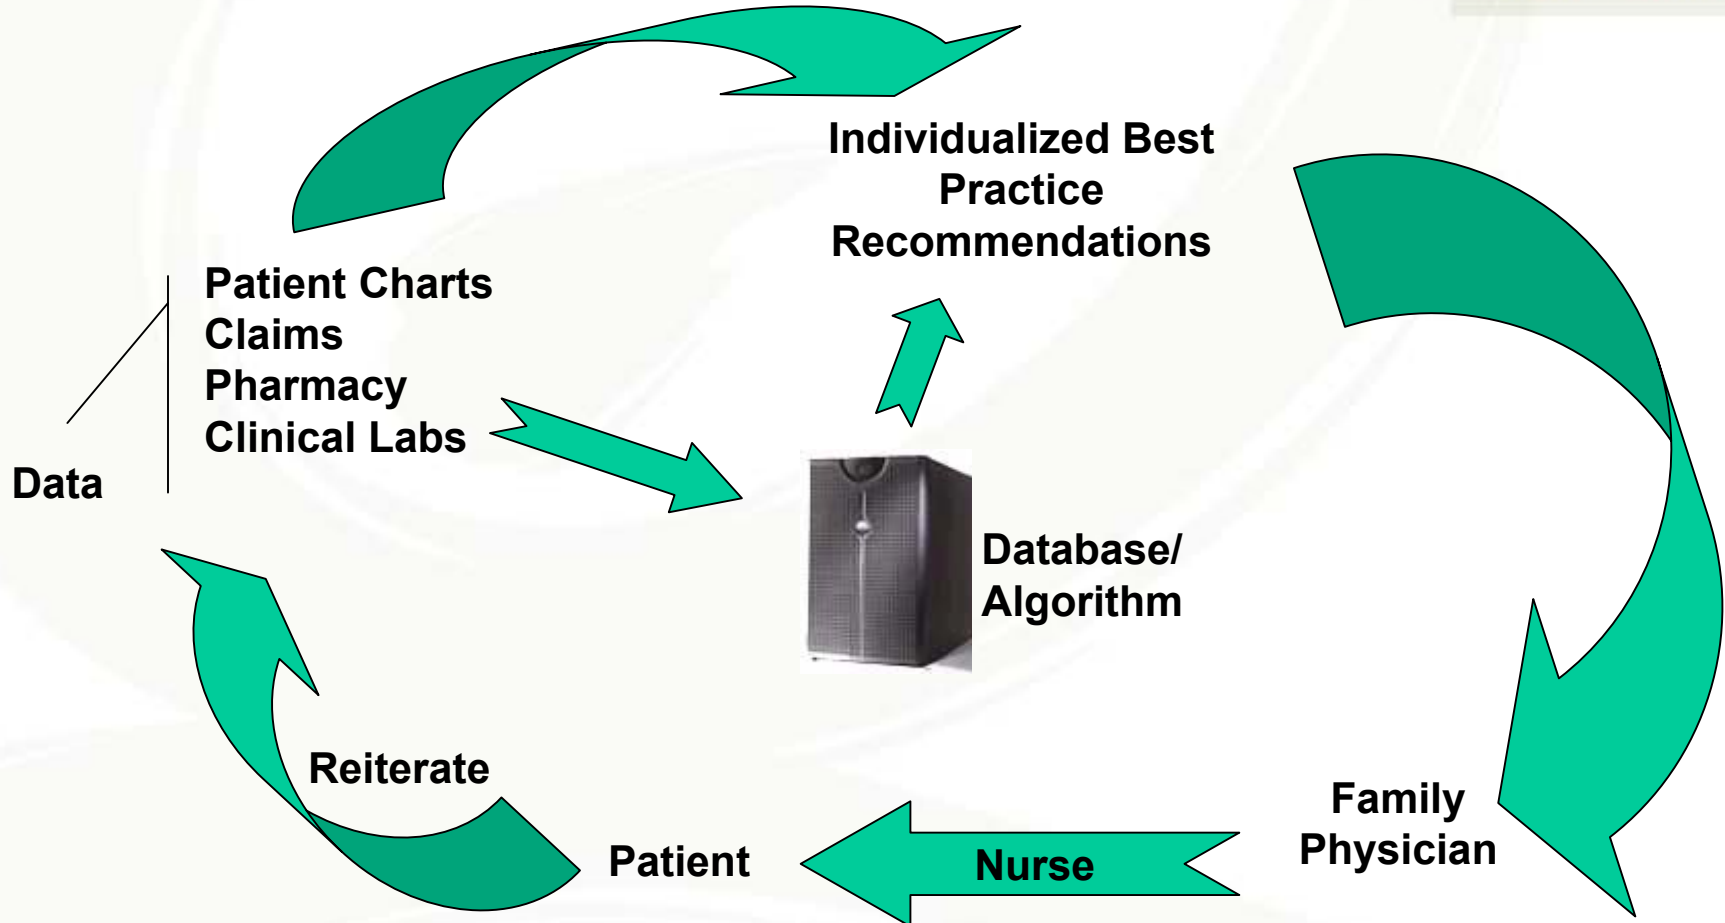 Individualized Best
Practice
Recommendations
Patient Charts
Claims
Pharmacy
Clinical Labs
Data
Database/
Algorithm
Reiterate
Patient
Nurse
Family
Physician